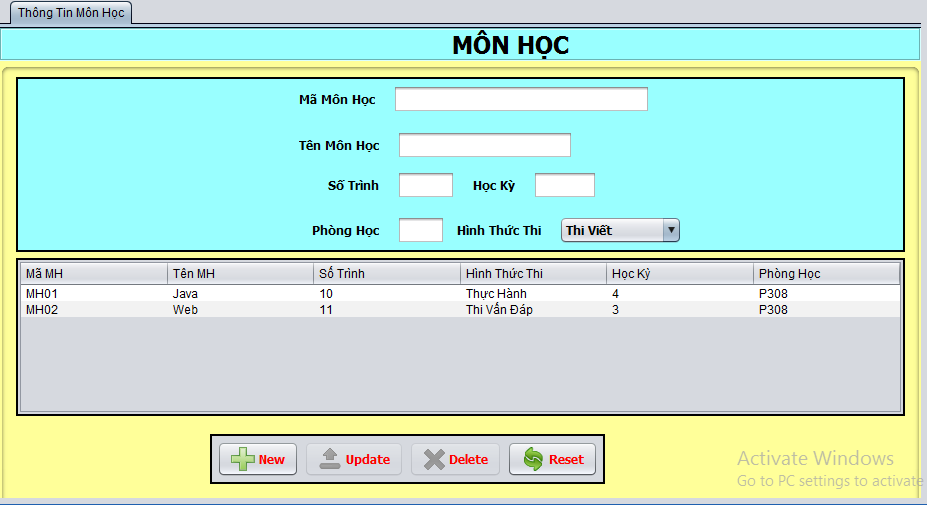 Thông Tin Môn Học
MÔN HỌC
Mã Môn Học
Tên Môn Học
Số Trình Học Kỳ
Phòng Học Hình Thức Thi Thi Viết
Mã MH Tên MH Số Trình Hình Thức Thi Học Kỳ Phòng Học
MH01 Java 10 Thực Hành 4 P308
MH02 Web 11 Thi Vấn Đáp 3 P308
New Update Delete Reset
Activate Windows
Go to PC settings to activate